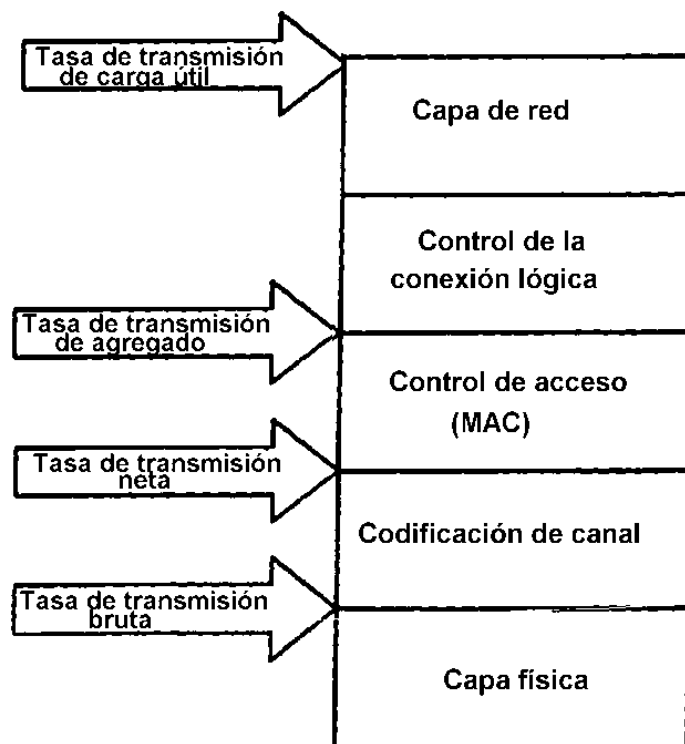 Tasa de transmisión
de carga útil
Capa de red
Control de la
conexión lógica
Tasa de transmisión
de agregado
Control de acceso
(MAC)
Tasa de transmisión
neta
Codificación de canal
Tasa de transmisión
bruta
Capa física